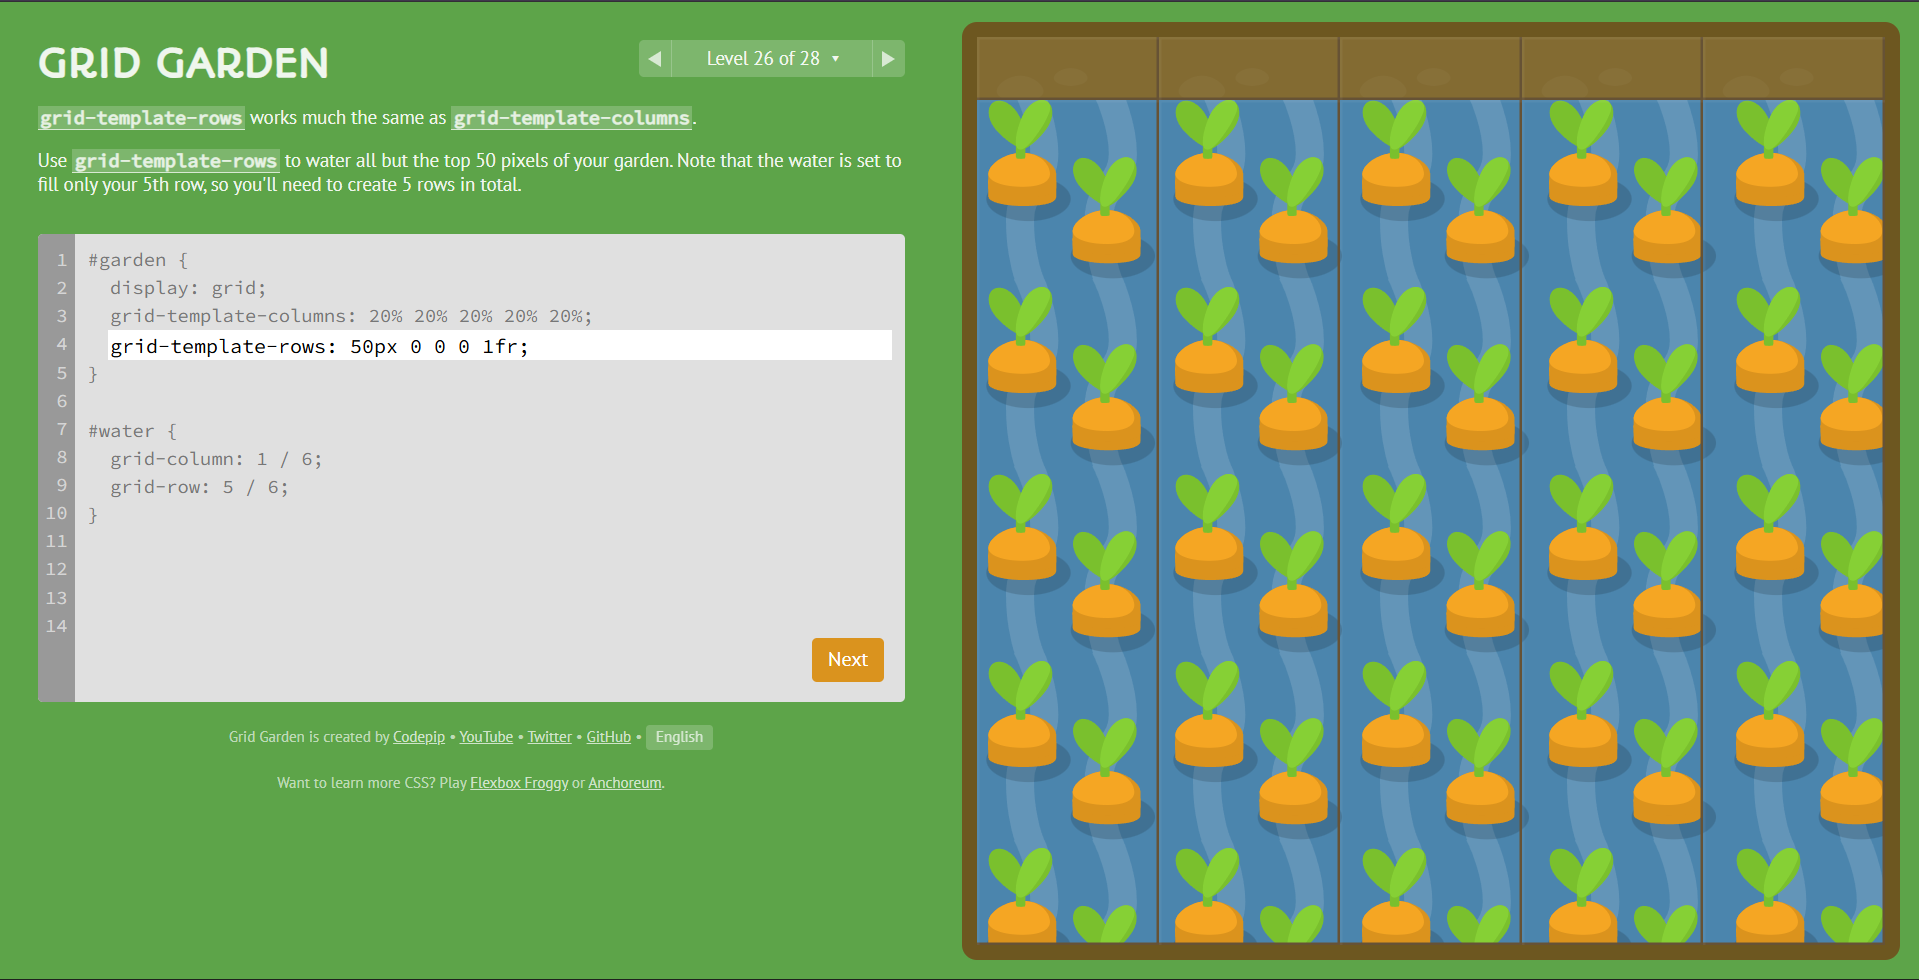 GRID GARDEN
◀ Level 26 of 28 ▾ ▶
grid-template-rows works much the same as grid-template-columns.
Use grid-template-rows to water all but the top 50 pixels of your garden. Note that the water is set to
fill only your 5th row, so you'll need to create 5 rows in total.
1 #garden {
2 display: grid;
3 grid-template-columns: 20% 20% 20% 20% 20%;
4 grid-template-rows: 50px 0 0 0 1fr;
5 }
6
7 #water {
8 grid-column: 1 / 6;
9 grid-row: 5 / 6;
10 }
11
12
13
14
Next
Grid Garden is created by Codepip • YouTube • Twitter • GitHub • English
Want to learn more CSS? Play Flexbox Froggy or Anchoreum.